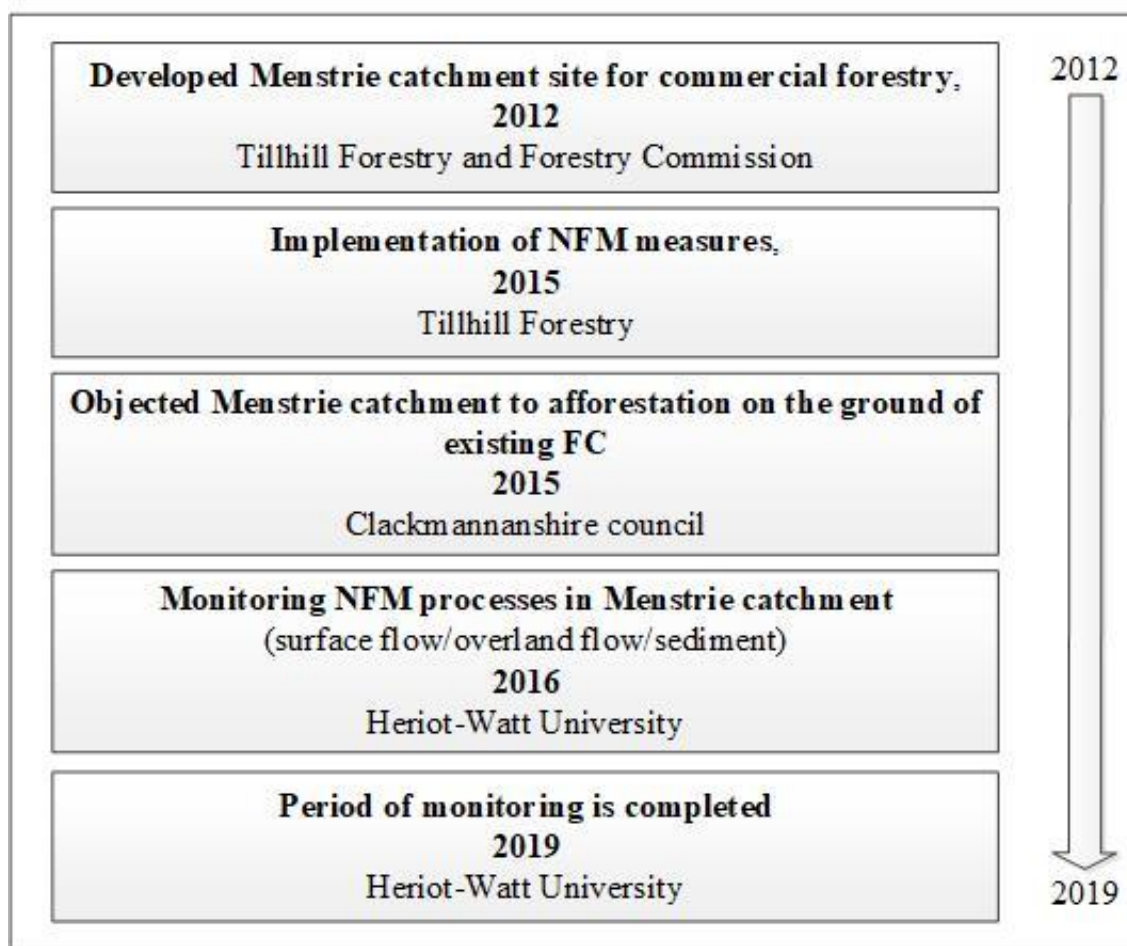 Developed Menstrie catchment site for commercial forestry,
2012
Tillhill Forestry and Forestry Commission
Implementation of NFM measures,
2015
Tillhill Forestry
Objected Menstrie catchment to afforestation on the ground of
existing FC
2015
Clackmannanshire council
Monitoring NFM processes in Menstrie catchment
(surface flow/overland flow/sediment)
2016
Heriot-Watt University
Period of monitoring is completed
2019
Heriot-Watt University
2012
2019